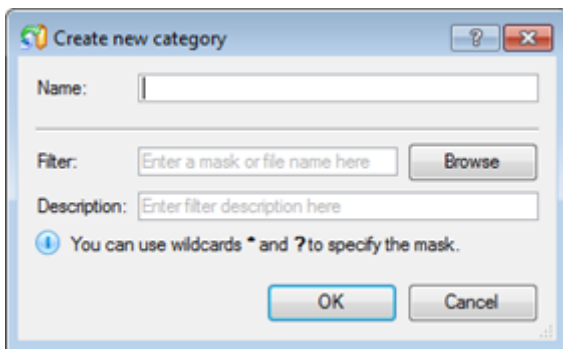 Create new category
Name:
Filter: Enter a mask or file name here Browse
Description: Enter filter description here
You can use wildcards * and ? to specify the mask.
OK Cancel